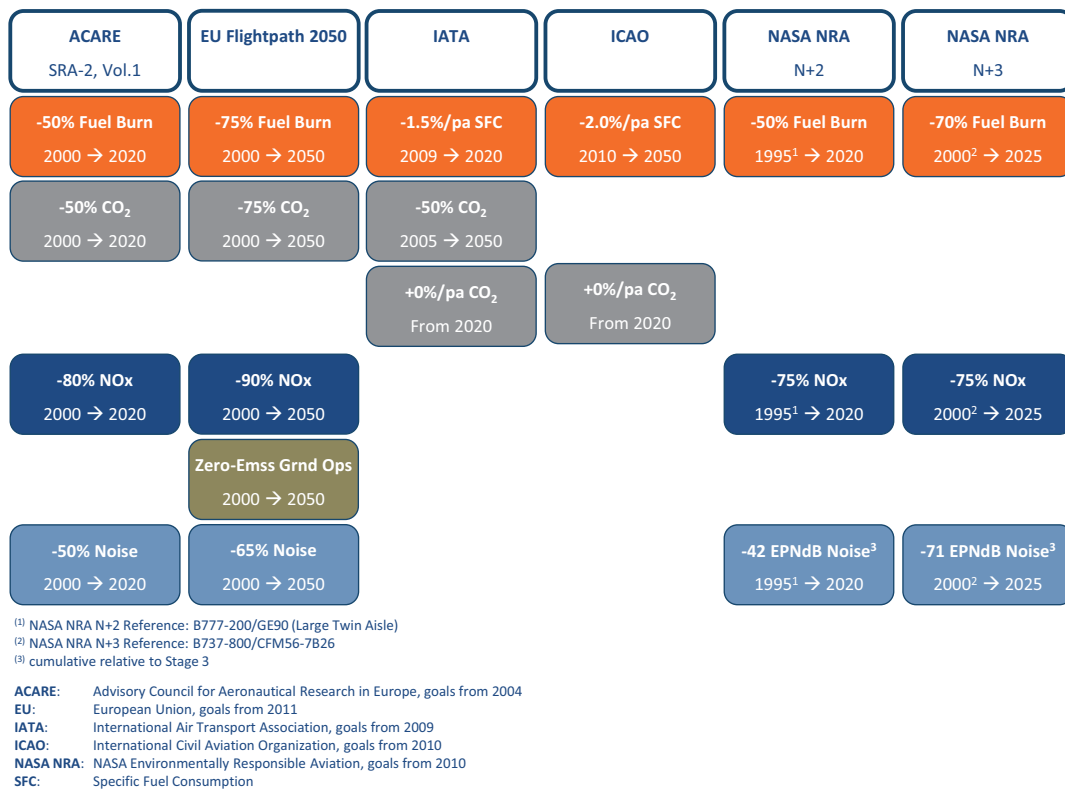 ACARE
SRA-2, Vol.1
EU Flightpath 2050
IATA
ICAO
NASA NRA
N+2
NASA NRA
N+3
-50% Fuel Burn
2000 → 2020
-75% Fuel Burn
2000 → 2050
-1.5%/pa SFC
2009 → 2020
-2.0%/pa SFC
2010 → 2050
-50% Fuel Burn
1995¹ → 2020
-70% Fuel Burn
2000² → 2025
-50% CO₂
2000 → 2020
-75% CO₂
2000 → 2050
-50% CO₂
2005 → 2050
+0%/pa CO₂
From 2020
+0%/pa CO₂
From 2020
-80% NOx
2000 → 2020
-90% NOx
2000 → 2050
-75% NOx
1995¹ → 2020
-75% NOx
2000² → 2025
Zero-Emss Grnd Ops
2000 → 2050
-50% Noise
2000 → 2020
-65% Noise
2000 → 2050
-42 EPNdB Noise³
1995¹ → 2020
-71 EPNdB Noise³
2000² → 2025
(1) NASA NRA N+2 Reference: B777-200/GE90 (Large Twin Aisle)
(2) NASA NRA N+3 Reference: B737-800/CFM56-7B26
(3) cumulative relative to Stage 3
ACARE: Advisory Council for Aeronautical Research in Europe, goals from 2004
EU: European Union, goals from 2011
IATA: International Air Transport Association, goals from 2009
ICAO: International Civil Aviation Organization, goals from 2010
NASA NRA: NASA Environmentally Responsible Aviation, goals from 2010
SFC: Specific Fuel Consumption